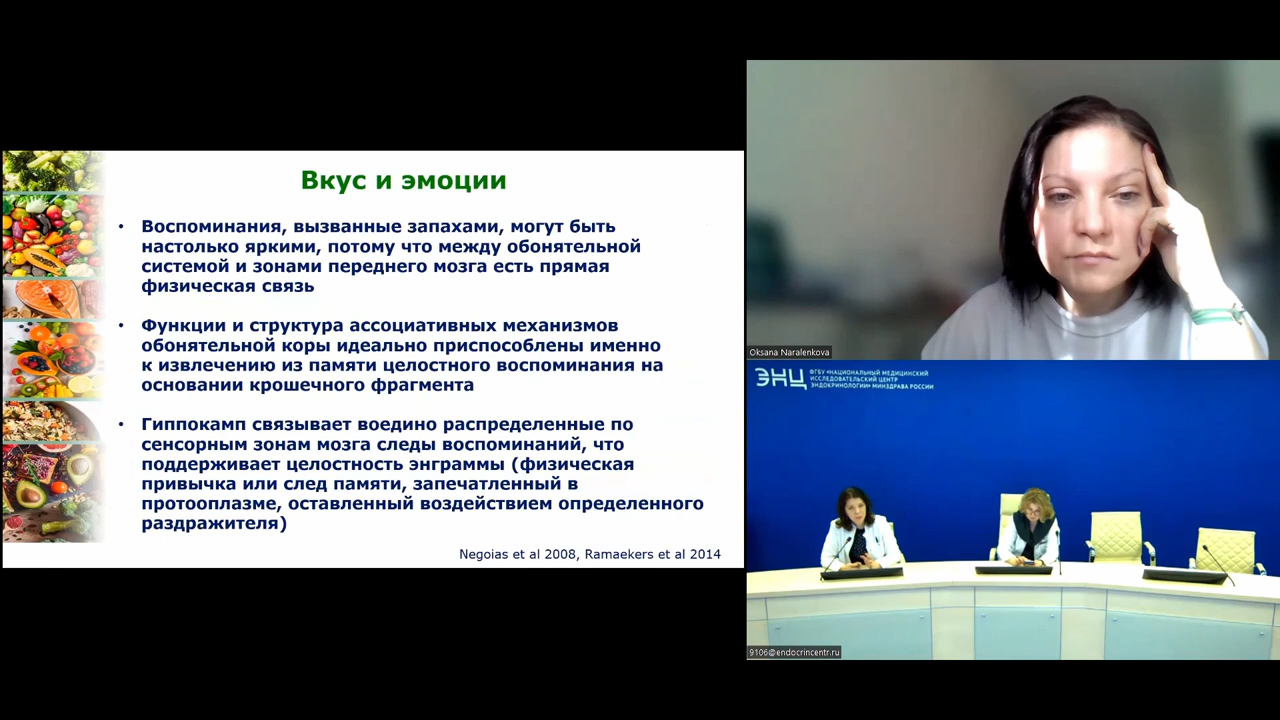 Вкус и эмоции
• Воспоминания, вызванные запахами, могут быть
настолько яркими, потому что между обонятельной
системой и зонами переднего мозга есть прямая
физическая связь
• Функции и структура ассоциативных механизмов
обонятельной коры идеально приспособлены именно
к извлечению из памяти целостного воспоминания на
основании крошечного фрагмента
• Гиппокамп связывает воедино распределенные по
сенсорным зонам мозга следы воспоминаний, что
поддерживает целостность энграммы (физическая
привычка или след памяти, запечатленный в
протооплазме, оставленный воздействием определенного
раздражителя)
Negoias et al 2008, Ramaekers et al 2014
Oksana Naralenkova
ЭНЦ
ФГБУ «НАЦИОНАЛЬНЫЙ МЕДИЦИНСКИЙ
ИССЛЕДОВАТЕЛЬСКИЙ ЦЕНТР
ЭНДОКРИНОЛОГИИ» МИНЗДРАВА РОССИИ
9106@endocrincentr.ru